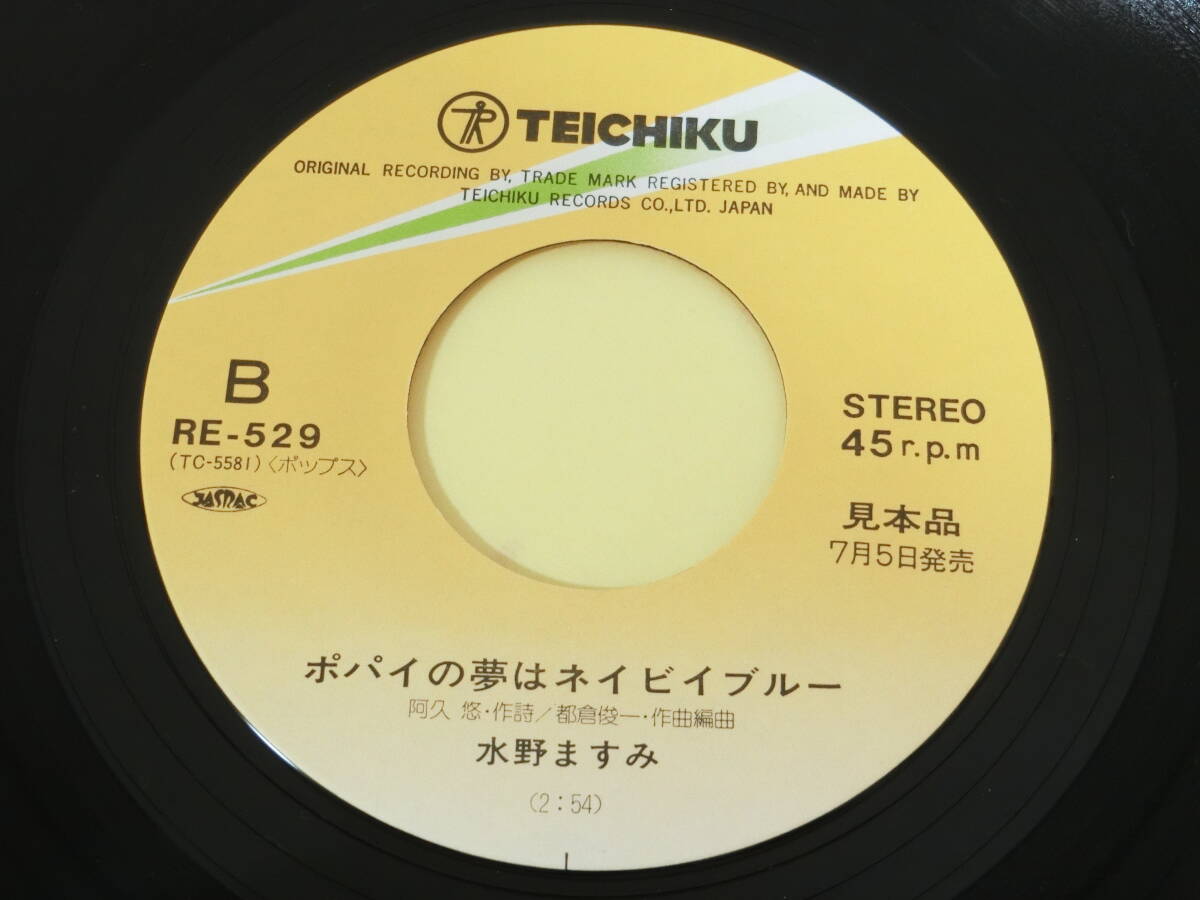 TEICHIKU
ORIGINAL RECORDING BY, TRADE MARK REGISTERED BY, AND MADE BY
TEICHIKU RECORDS CO.,LTD. JAPAN
B
RE-529
(TC-5581)〈ポップス〉
JASRAC
STEREO
45 r.p.m
見本品
7月5日発売
ポパイの夢はネイビイブルー
阿久 悠・作詩/都倉俊一・作曲編曲
水野ますみ
(2:54)